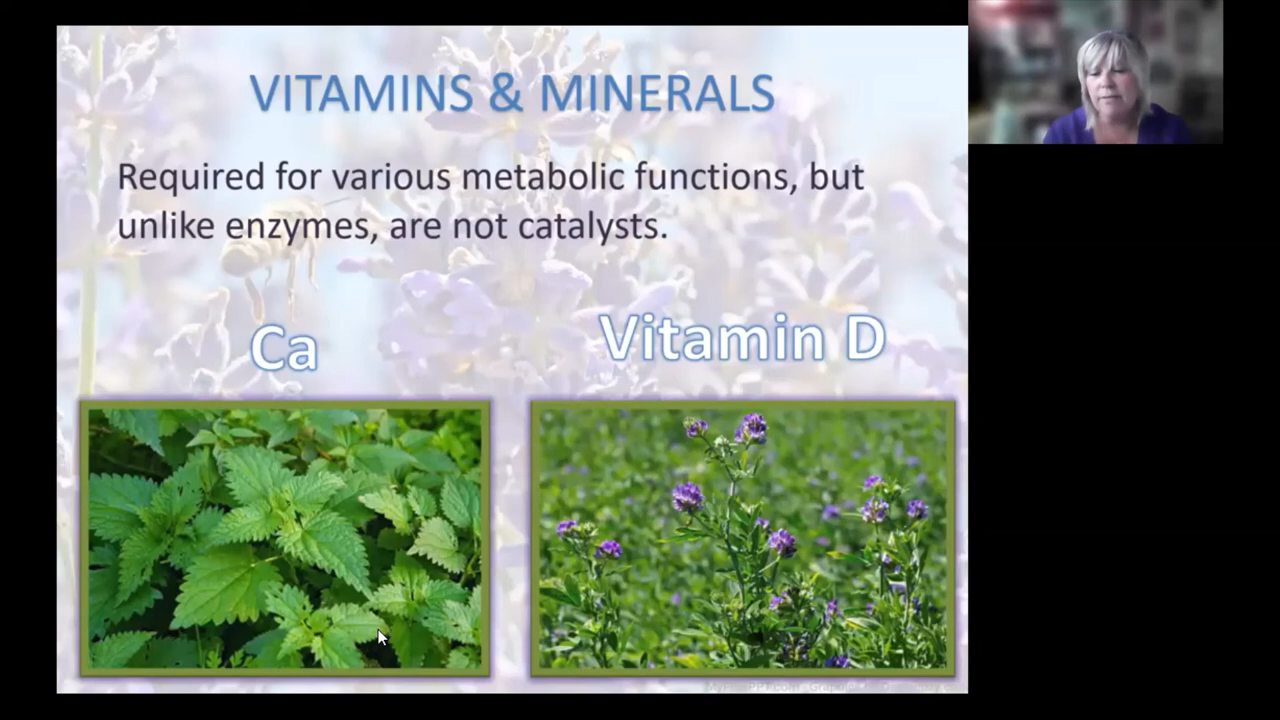 VITAMINS & MINERALS
Required for various metabolic functions, but
unlike enzymes, are not catalysts.
Ca
Vitamin D